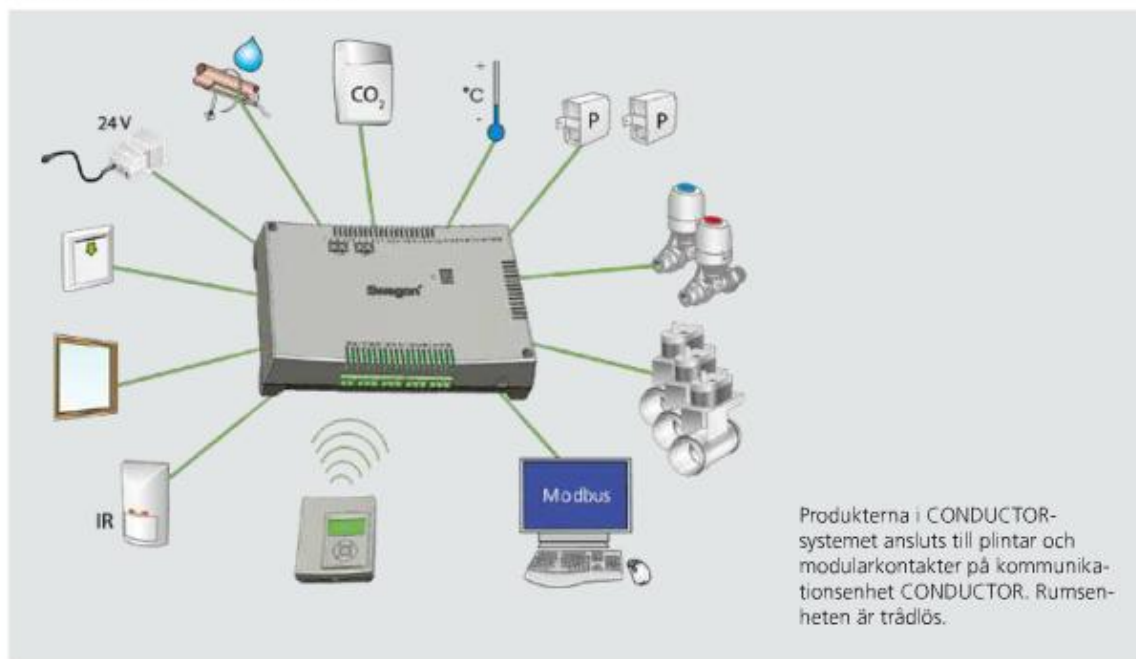 CO₂
+
°C
-
P
P
24 V
Swegon
IR
Modbus
Produkterna i CONDUCTOR-
systemet ansluts till plintar och
modularkontakter på kommunika-
tionsenhet CONDUCTOR. Rumsen-
heten är trådlös.